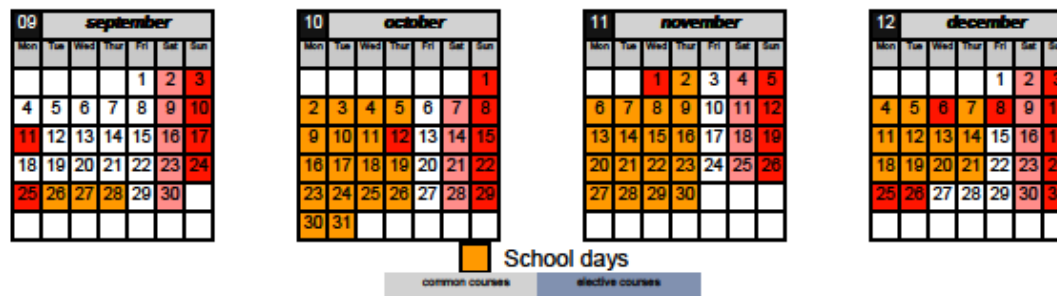 09 september 10 october 11 november 12 december
Mon Tue Wed Thur Fri Sat Sun Mon Tue Wed Thur Fri Sat Sun Mon Tue Wed Thur Fri Sat Sun Mon Tue Wed Thur Fri Sat Sun
1 2 3 1 1 2 3 4 5 1 2 3
4 5 6 7 8 9 10 2 3 4 5 6 7 8 6 7 8 9 10 11 12 4 5 6 7 8 9
11 12 13 14 15 16 17 9 10 11 12 13 14 15 13 14 15 16 17 18 19 11 12 13 14 15 16
18 19 20 21 22 23 24 16 17 18 19 20 21 22 20 21 22 23 24 25 26 18 19 20 21 22 23
25 26 27 28 29 30 23 24 25 26 27 28 29 27 28 29 30 25 26 27 28 29 30
30 31
School days
common courses elective courses